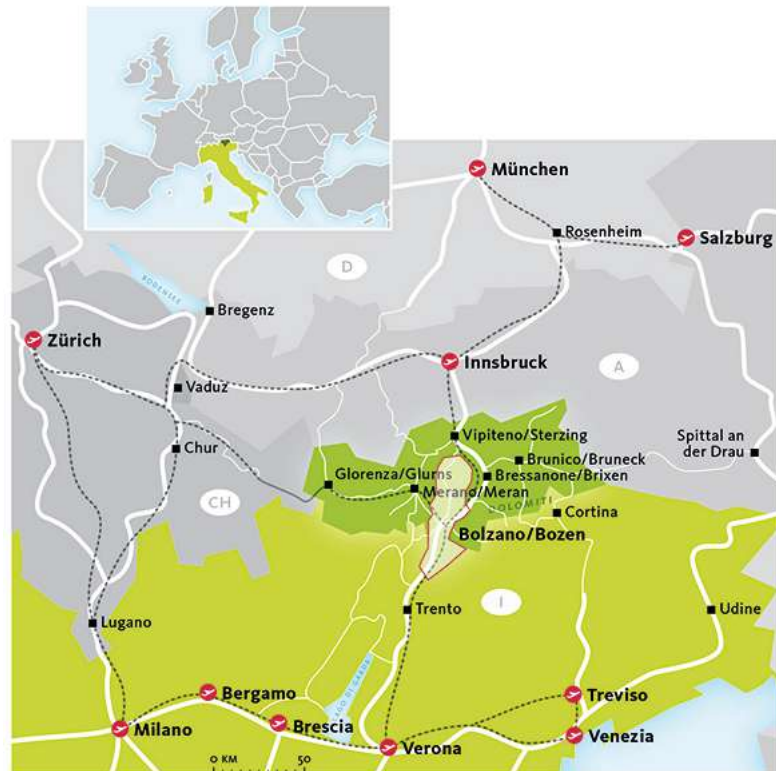 München
Rosenheim
Salzburg
D
BODENSEE
Bregenz
Zürich
Innsbruck
A
Vaduz
Vipiteno/Sterzing
Chur
Brunico/Bruneck
Spittal an
der Drau
Glorenza/Glurns
Bressanone/Brixen
Merano/Meran
CH
DOLOMITI
Cortina
Bolzano/Bozen
I
Trento
Udine
Lugano
LAGO DI GARDA
Bergamo
Treviso
Brescia
Milano
Verona
Venezia
0 KM 50